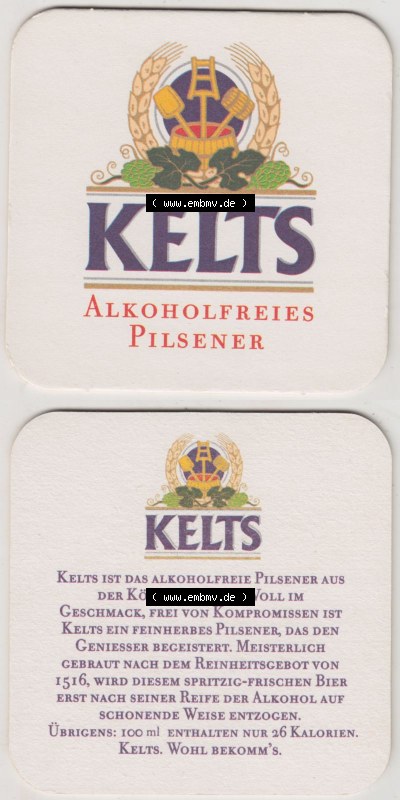 ( www.embmv.de )
KELTS
ALKOHOLFREIES
PILSENER
KELTS
KELTS IST DAS ALKOHOLFREIE PILSENER AUS
DER ( www.embmv.de ) VOLL IM
GESCHMACK, FREI VON KOMPROMISSEN IST
KELTS EIN FEINHERBES PILSENER, DAS DEN
GENIESSER BEGEISTERT. MEISTERLICH
GEBRAUT NACH DEM REINHEITSGEBOT VON
1516, WIRD DIESEM SPRITZIG-FRISCHEN BIER
ERST NACH SEINER REIFE DER ALKOHOL AUF
SCHONENDE WEISE ENTZOGEN.
ÜBRIGENS: 100 ml ENTHALTEN NUR 26 KALORIEN.
KELTS. WOHL BEKOMM'S.